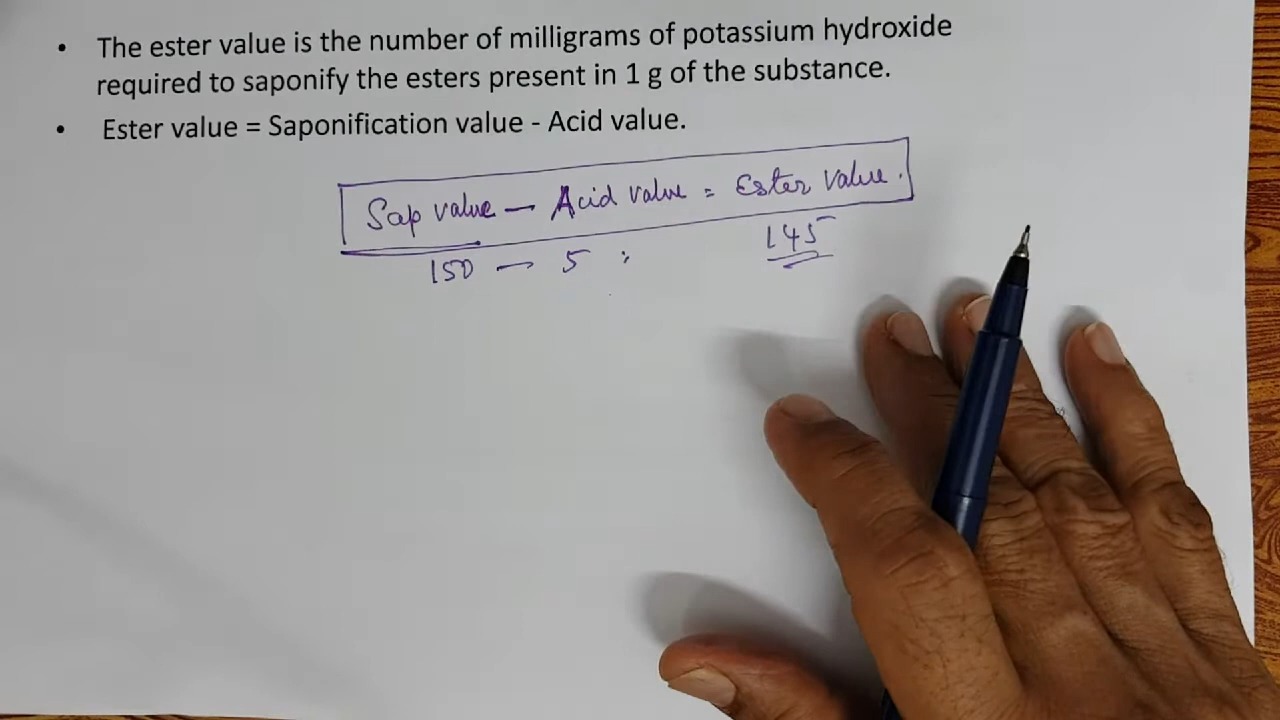 • The ester value is the number of milligrams of potassium hydroxide
required to saponify the esters present in 1 g of the substance.
• Ester value = Saponification value - Acid value.
Sap value — Acid value = Ester value.
150 — 5 : 145